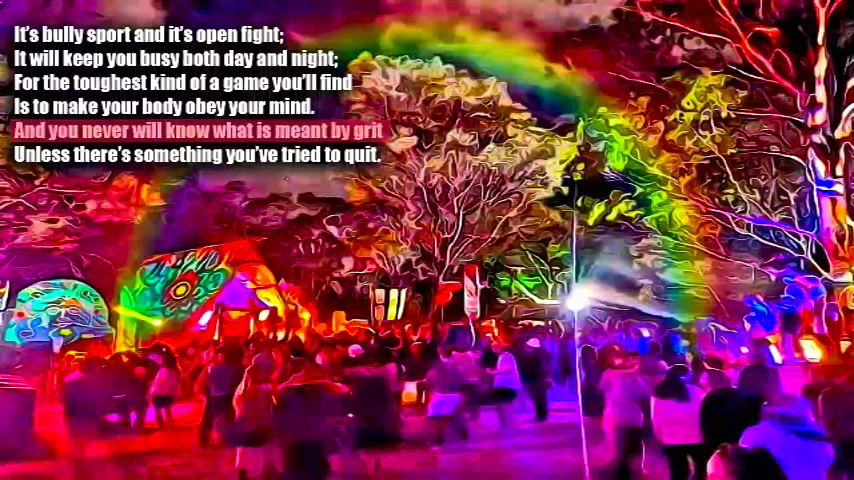 It's bully sport and it's open fight;
It will keep you busy both day and night;
For the toughest kind of a game you'll find
Is to make your body obey your mind.
And you never will know what is meant by grit
Unless there's something you've tried to quit.